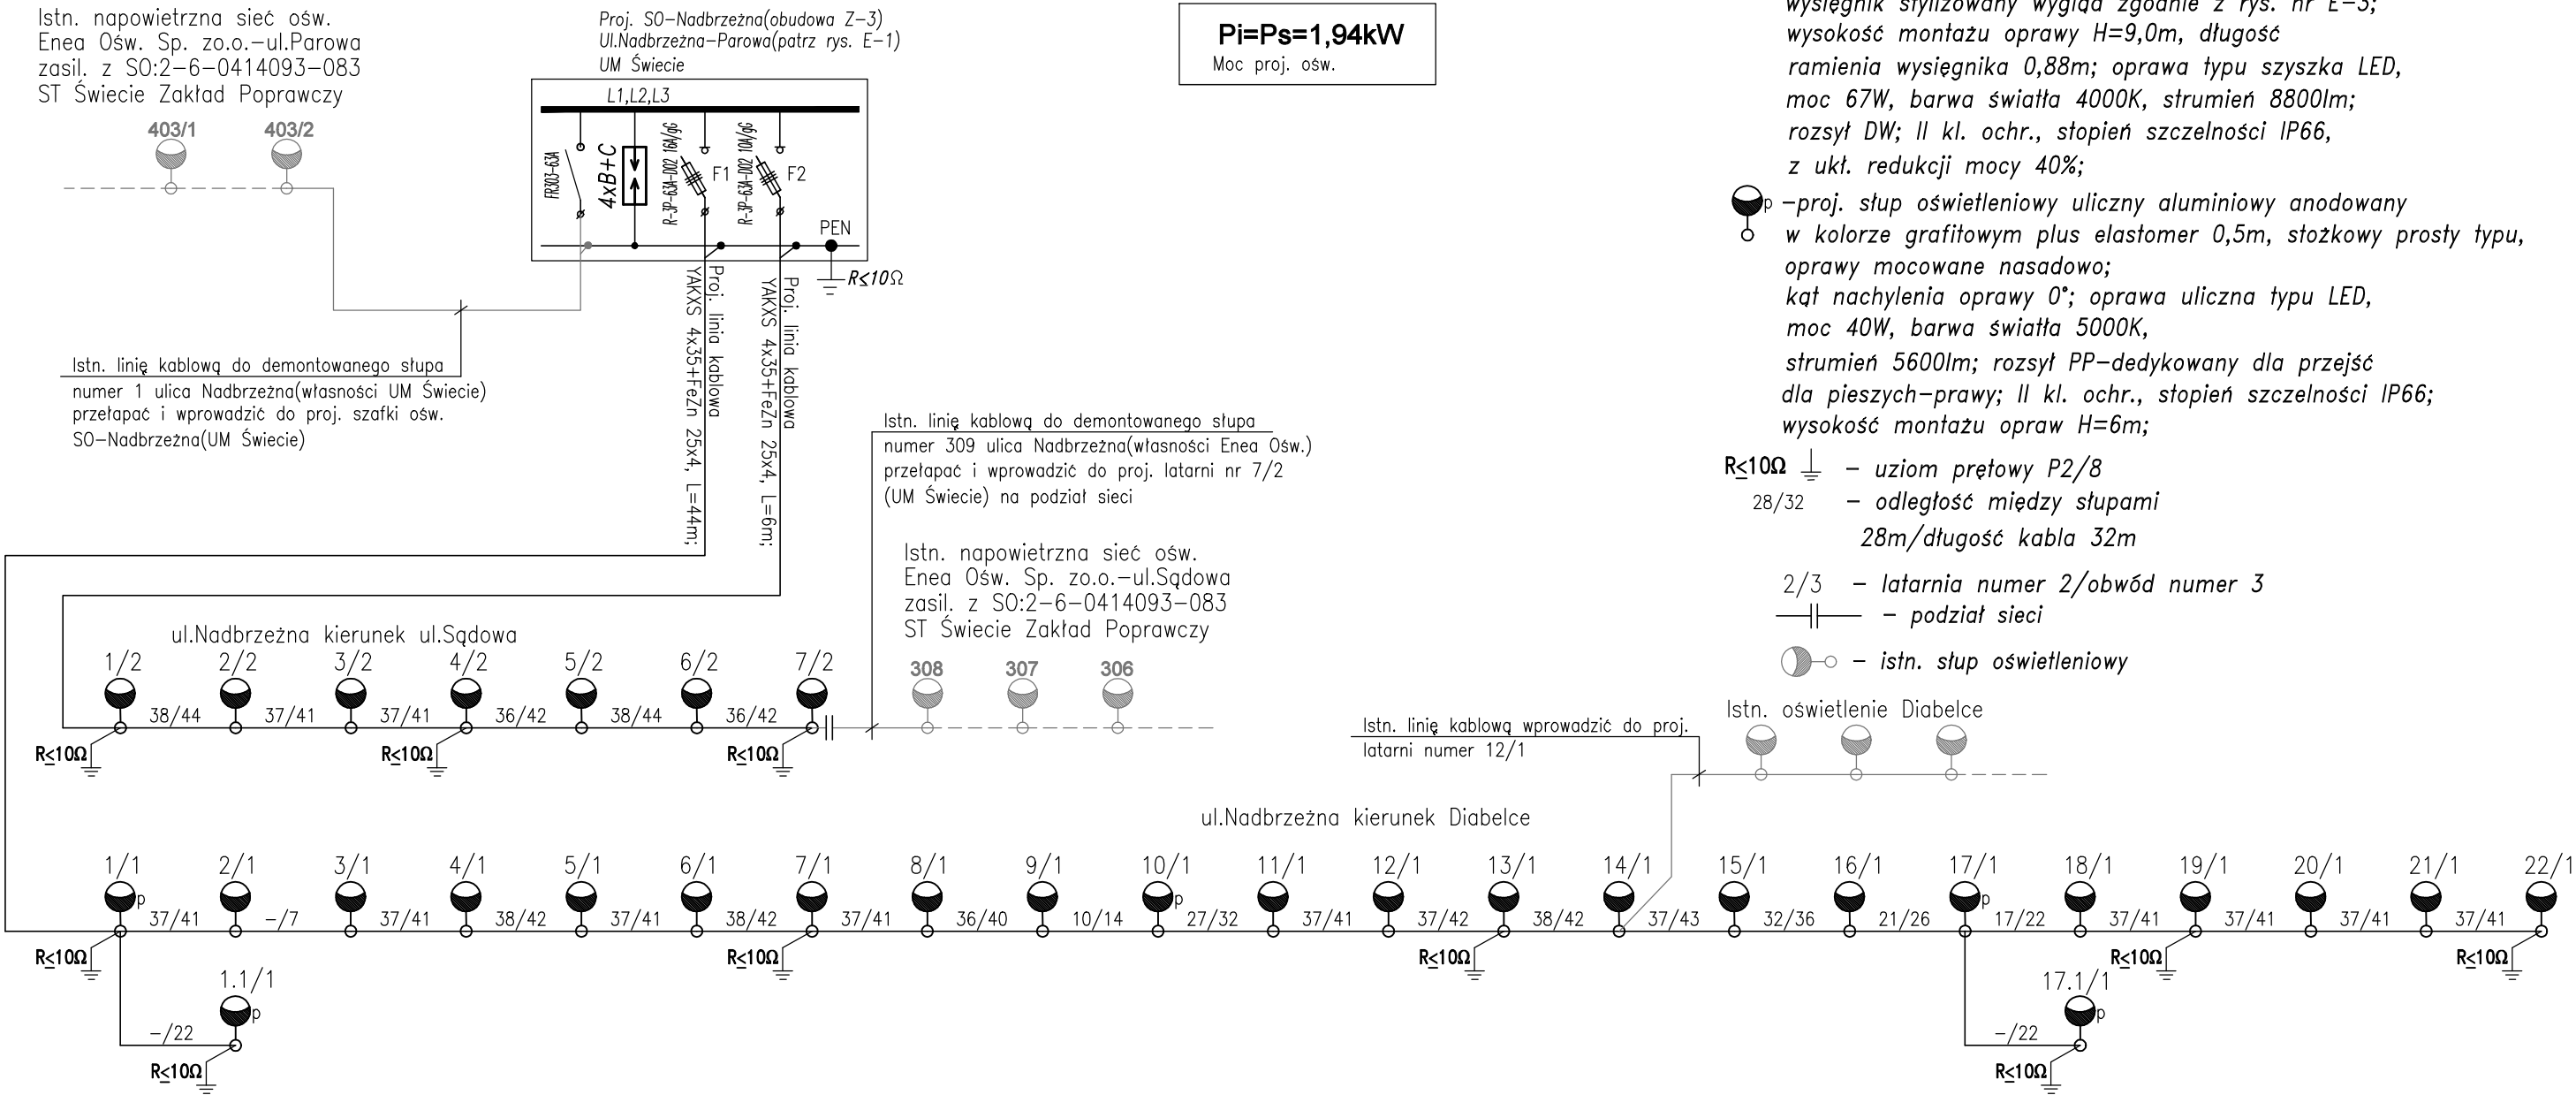 Istn. napowietrzna sieć ośw.
Enea Ośw. Sp. zo.o.-ul.Parowa
zasil. z SO:2-6-0414093-083
ST Świecie Zakład Poprawczy
403/1
403/2
Proj. SO-Nadbrzeżna(obudowa Z-3)
Ul.Nadbrzeżna-Parowa(patrz rys. E-1)
UM Świecie
L1,L2,L3
FR303-63A
4xB+C
R-3P-63A-D02 16A/gG
F1
R-3P-63A-D02 10A/gG
F2
PEN
R≤10Ω
Proj. linia kablowa
YAKXS 4x35+FeZn 25x4, L=44m;
Proj. linia kablowa
YAKXS 4x35+FeZn 25x4, L=6m;
Pi=Ps=1,94kW
Moc proj. ośw.
wysięgnik stylizowany wygląd zgodnie z rys. nr E-3;
wysokość montażu oprawy H=9,0m, długość
ramienia wysięgnika 0,88m; oprawa typu szyszka LED,
moc 67W, barwa światła 4000K, strumień 8800lm;
rozsył DW; II kl. ochr., stopień szczelności IP66,
z ukł. redukcji mocy 40%;
p -proj. słup oświetleniowy uliczny aluminiowy anodowany
w kolorze grafitowym plus elastomer 0,5m, stożkowy prosty typu,
oprawy mocowane nasadowo;
kąt nachylenia oprawy 0°; oprawa uliczna typu LED,
moc 40W, barwa światła 5000K,
strumień 5600lm; rozsył PP-dedykowany dla przejść
dla pieszych-prawy; II kl. ochr., stopień szczelności IP66;
wysokość montażu opraw H=6m;
R≤10Ω - uziom prętowy P2/8
28/32 - odległość między słupami
28m/długość kabla 32m
2/3 - latarnia numer 2/obwód numer 3
- podział sieci
- istn. słup oświetleniowy
Istn. linię kablową do demontowanego słupa
numer 1 ulica Nadbrzeżna(własności UM Świecie)
przełapać i wprowadzić do proj. szafki ośw.
SO-Nadbrzeżna(UM Świecie)
Istn. linię kablową do demontowanego słupa
numer 309 ulica Nadbrzeżna(własności Enea Ośw.)
przełapać i wprowadzić do proj. latarni nr 7/2
(UM Świecie) na podział sieci
Istn. napowietrzna sieć ośw.
Enea Ośw. Sp. zo.o.-ul.Sądowa
zasil. z SO:2-6-0414093-083
ST Świecie Zakład Poprawczy
308 307 306
ul.Nadbrzeżna kierunek ul.Sądowa
1/2 2/2 3/2 4/2 5/2 6/2 7/2
38/44 37/41 37/41 36/42 38/44 36/42
R≤10Ω R≤10Ω R≤10Ω
Istn. linię kablową wprowadzić do proj.
latarni numer 12/1
Istn. oświetlenie Diabelce
ul.Nadbrzeżna kierunek Diabelce
1/1 2/1 3/1 4/1 5/1 6/1 7/1 8/1 9/1 10/1 11/1 12/1 13/1 14/1 15/1 16/1 17/1 18/1 19/1 20/1 21/1 22/1
p p p
37/41 -/7 37/41 38/42 37/41 38/42 37/41 36/40 10/14 27/32 37/41 37/42 38/42 37/43 32/36 21/26 17/22 37/41 37/41 37/41 37/41
R≤10Ω R≤10Ω R≤10Ω R≤10Ω R≤10Ω
1.1/1
p
-/22
R≤10Ω
17.1/1
p
-/22
R≤10Ω